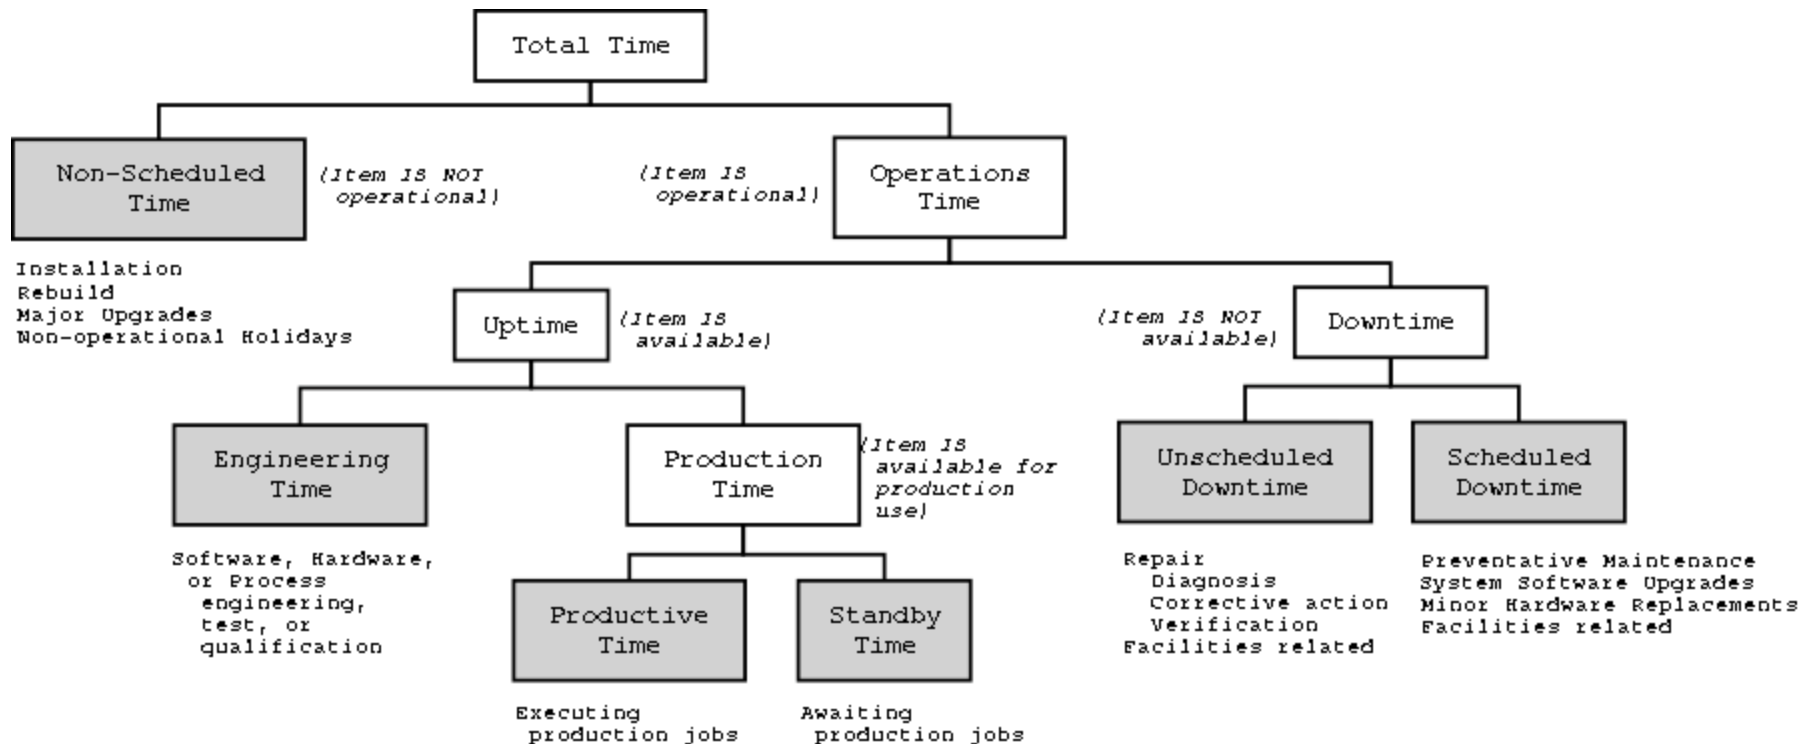 Total Time
Non-Scheduled
Time
(Item IS NOT
operational)
(Item IS
operational)
Operations
Time
Installation
Rebuild
Major Upgrades
Non-operational Holidays
Uptime
(Item IS
available)
(Item IS NOT
available)
Downtime
Engineering
Time
Production
Time
(Item IS
available for
production
use)
Unscheduled
Downtime
Scheduled
Downtime
Software, Hardware,
or Process
engineering,
test, or
qualification
Productive
Time
Standby
Time
Repair
Diagnosis
Corrective action
Verification
Facilities related
Preventative Maintenance
System Software Upgrades
Minor Hardware Replacements
Facilities related
Executing
production jobs
Awaiting
production jobs